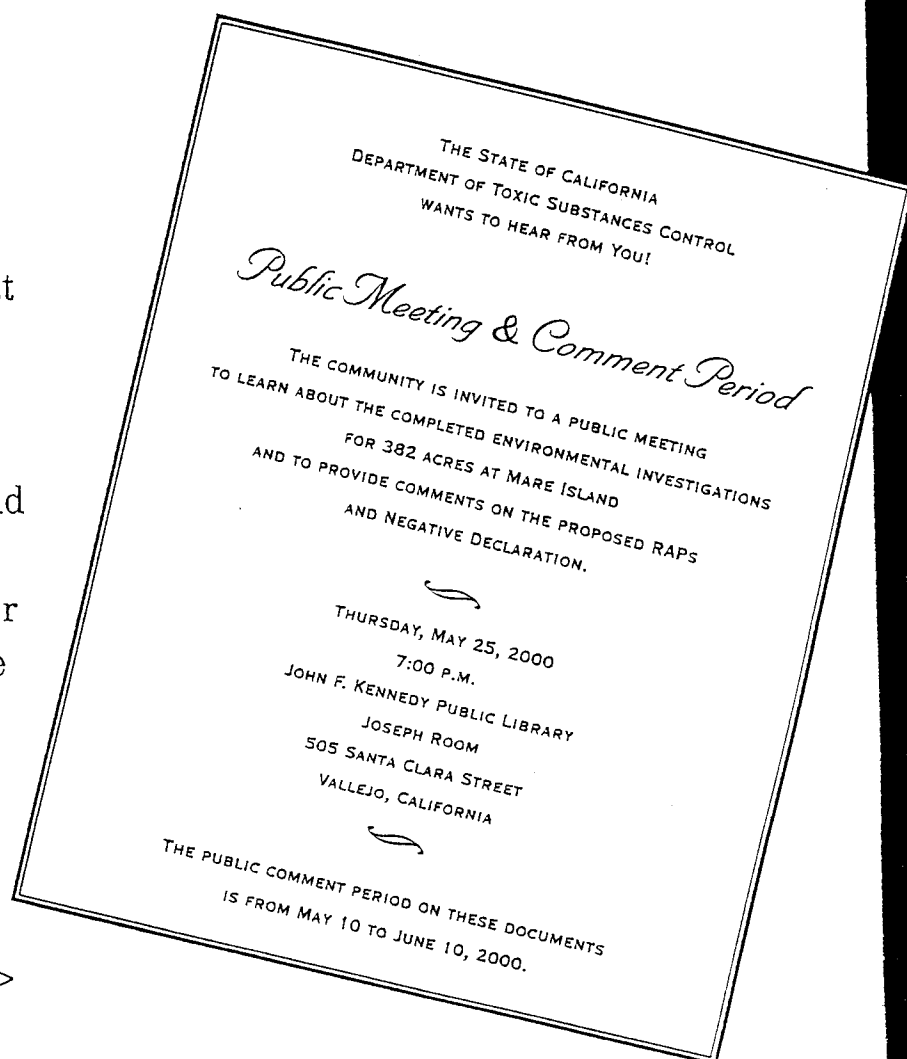 THE STATE OF CALIFORNIA
DEPARTMENT OF TOXIC SUBSTANCES CONTROL
WANTS TO HEAR FROM YOU!
Public Meeting & Comment Period
THE COMMUNITY IS INVITED TO A PUBLIC MEETING
TO LEARN ABOUT THE COMPLETED ENVIRONMENTAL INVESTIGATIONS
FOR 382 ACRES AT MARE ISLAND
AND TO PROVIDE COMMENTS ON THE PROPOSED RAPS
AND NEGATIVE DECLARATION.
THURSDAY, MAY 25, 2000
7:00 P.M.
JOHN F. KENNEDY PUBLIC LIBRARY
JOSEPH ROOM
505 SANTA CLARA STREET
VALLEJO, CALIFORNIA
THE PUBLIC COMMENT PERIOD ON THESE DOCUMENTS
IS FROM MAY 10 TO JUNE 10, 2000.